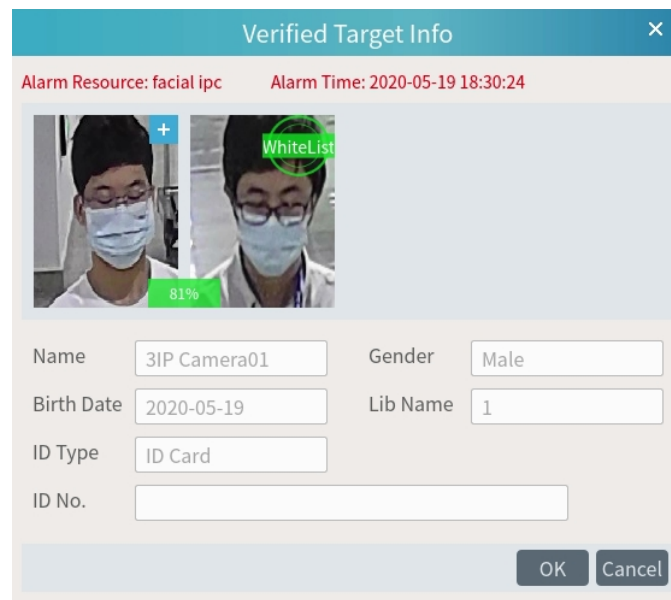 Verified Target Info
Alarm Resource: facial ipc Alarm Time: 2020-05-19 18:30:24
WhiteList
81%
Name 3IP Camera01 Gender Male
Birth Date 2020-05-19 Lib Name 1
ID Type ID Card
ID No.
OK Cancel